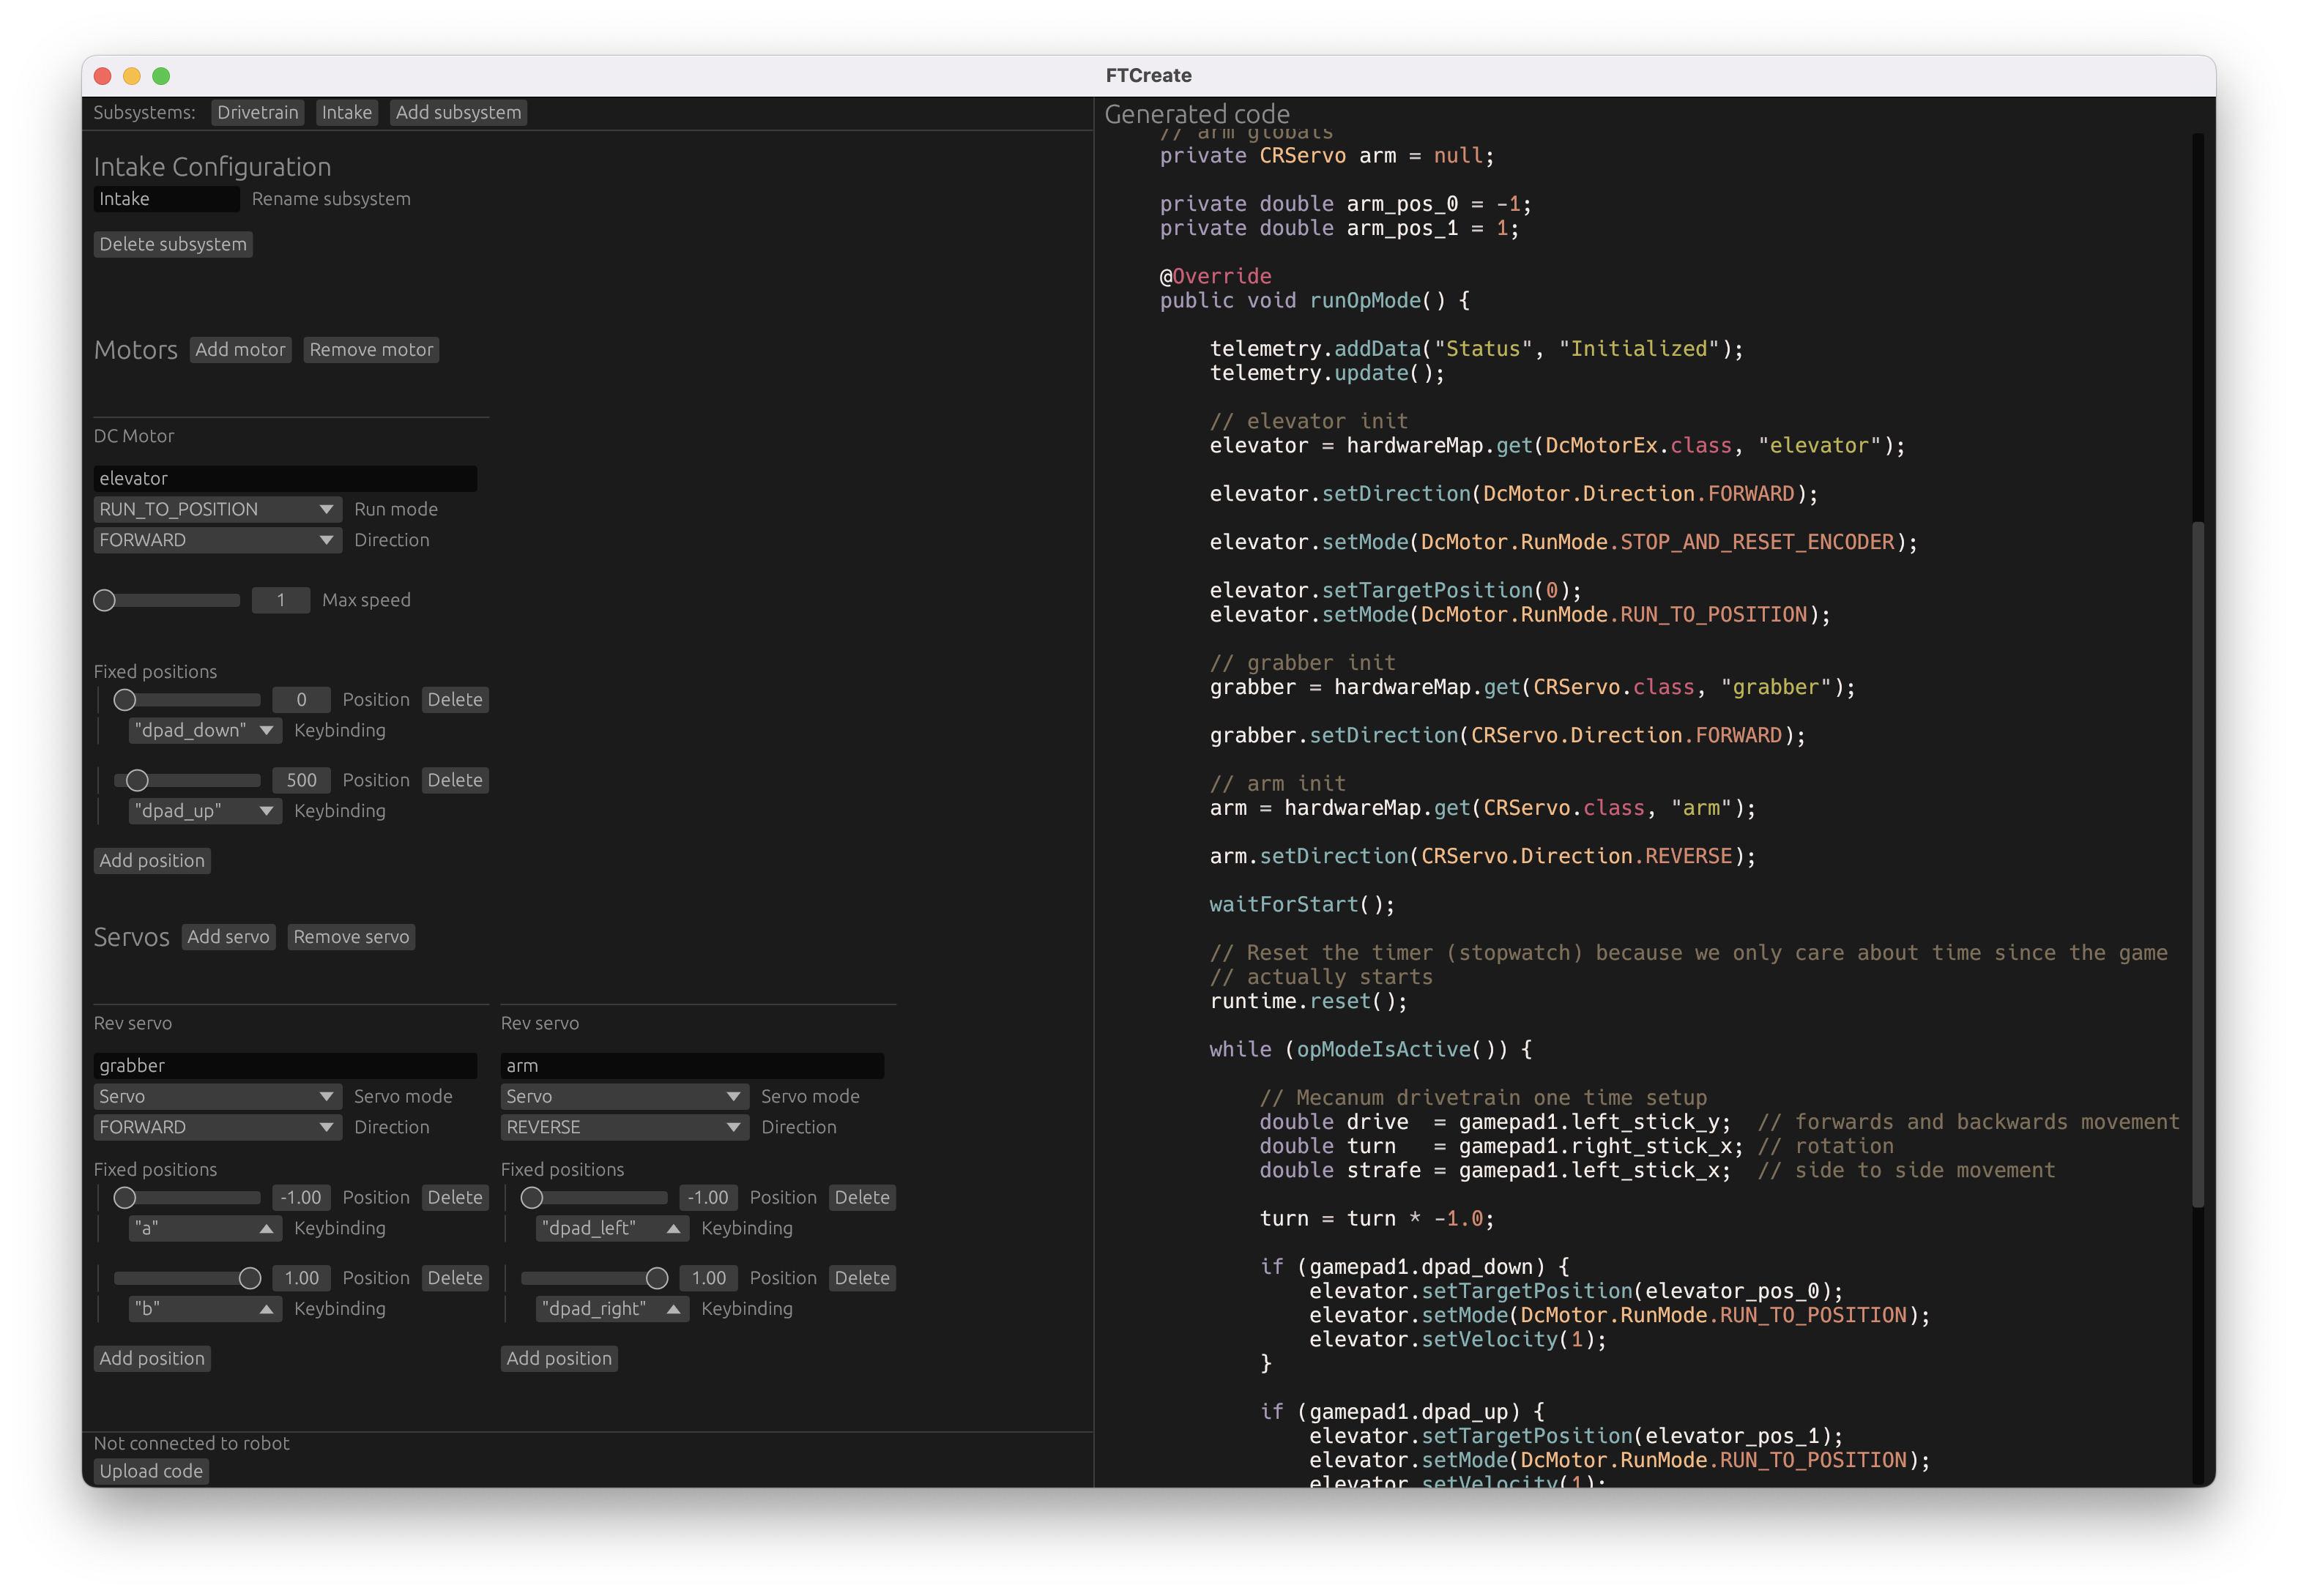 FTCreate
Subsystems: Drivetrain Intake Add subsystem
Intake Configuration
Intake Rename subsystem
Delete subsystem
Motors Add motor Remove motor
DC Motor
elevator
RUN_TO_POSITION Run mode
FORWARD Direction
1 Max speed
Fixed positions
0 Position Delete
"dpad_down" Keybinding
500 Position Delete
"dpad_up" Keybinding
Add position
Servos Add servo Remove servo
Rev servo
grabber
Servo Servo mode
FORWARD Direction
Fixed positions
-1.00 Position Delete
"a" Keybinding
1.00 Position Delete
"b" Keybinding
Add position
Rev servo
arm
Servo Servo mode
REVERSE Direction
Fixed positions
-1.00 Position Delete
"dpad_left" Keybinding
1.00 Position Delete
"dpad_right" Keybinding
Add position
Not connected to robot
Upload code
Generated code
// arm globals
private CRServo arm = null;
private double arm_pos_0 = -1;
private double arm_pos_1 = 1;
@Override
public void runOpMode() {
telemetry.addData("Status", "Initialized");
telemetry.update();
// elevator init
elevator = hardwareMap.get(DcMotorEx.class, "elevator");
elevator.setDirection(DcMotor.Direction.FORWARD);
elevator.setMode(DcMotor.RunMode.STOP_AND_RESET_ENCODER);
elevator.setTargetPosition(0);
elevator.setMode(DcMotor.RunMode.RUN_TO_POSITION);
// grabber init
grabber = hardwareMap.get(CRServo.class, "grabber");
grabber.setDirection(CRServo.Direction.FORWARD);
// arm init
arm = hardwareMap.get(CRServo.class, "arm");
arm.setDirection(CRServo.Direction.REVERSE);
waitForStart();
// Reset the timer (stopwatch) because we only care about time since the game
// actually starts
runtime.reset();
while (opModeIsActive()) {
// Mecanum drivetrain one time setup
double drive  = gamepad1.left_stick_y;  // forwards and backwards movement
double turn   = gamepad1.right_stick_x; // rotation
double strafe = gamepad1.left_stick_x;  // side to side movement
turn = turn * -1.0;
if (gamepad1.dpad_down) {
elevator.setTargetPosition(elevator_pos_0);
elevator.setMode(DcMotor.RunMode.RUN_TO_POSITION);
elevator.setVelocity(1);
}
if (gamepad1.dpad_up) {
elevator.setTargetPosition(elevator_pos_1);
elevator.setMode(DcMotor.RunMode.RUN_TO_POSITION);
elevator.setVelocity(1);